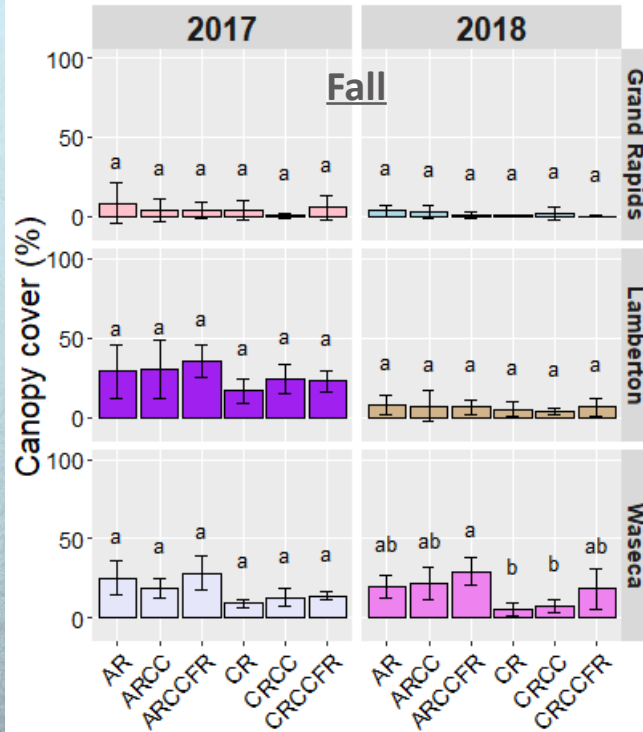 2017 2018
Fall
Canopy cover (%)
100
50
0
a a a a a a
a a a a a a
Grand Rapids
100
50
0
a a a a a a
a a a a a a
Lamberton
100
50
0
a a a a a a
ab ab a b b ab
Waseca
AR ARCC ARCCFR CR CRCC CRCCFR
AR ARCC ARCCFR CR CRCC CRCCFR